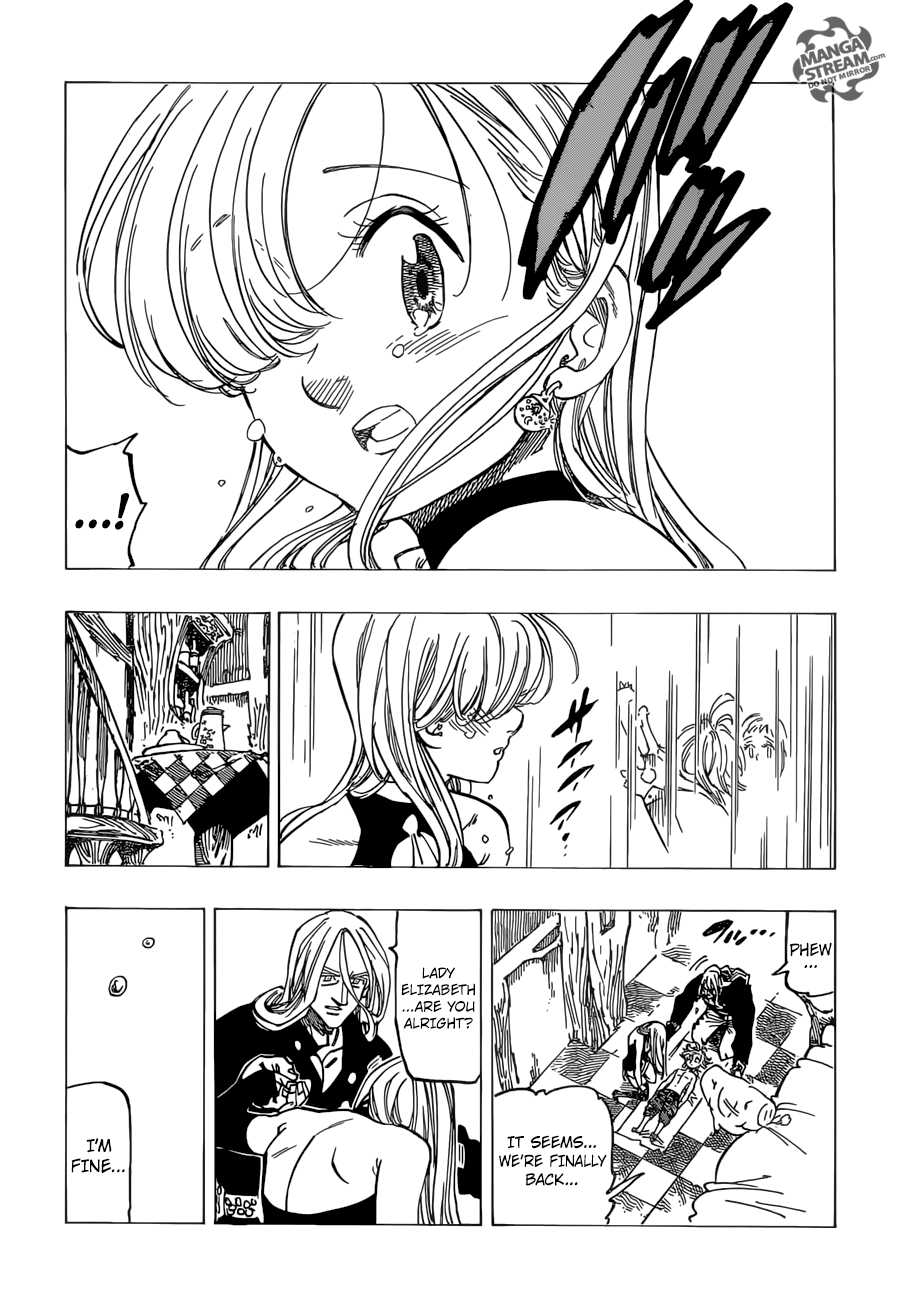 MANGA
STREAM.com
DO NOT MIRROR
...!
PHEW
...
IT SEEMS...
WE'RE FINALLY
BACK...
LADY
ELIZABETH
...ARE YOU
ALRIGHT?
I'M
FINE...